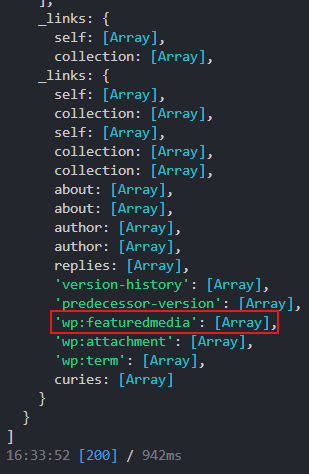 ],
_links: {
self: [Array],
collection: [Array],
_links: {
self: [Array],
collection: [Array],
self: [Array],
collection: [Array],
collection: [Array],
about: [Array],
about: [Array],
author: [Array],
author: [Array],
replies: [Array],
'version-history': [Array],
'predecessor-version': [Array],
'wp:featuredmedia': [Array],
'wp:attachment': [Array],
'wp:term': [Array],
curies: [Array]
}
}
]
16:33:52 [200] / 942ms